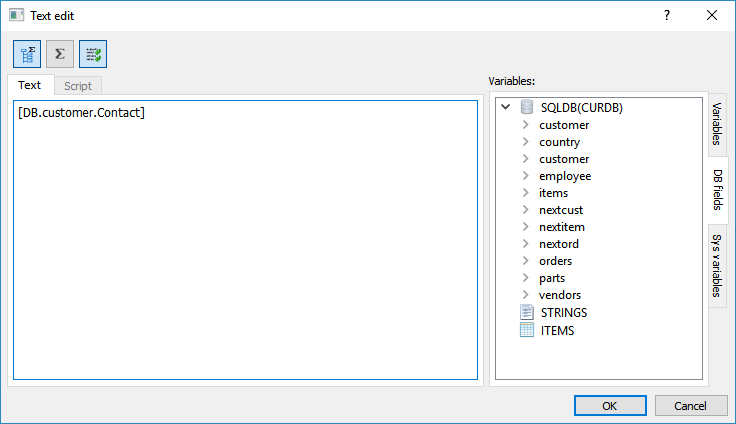 Text edit
?
Σ
Σ
Text
Script
[DB.customer.Contact]
Variables:
SQLDB(CURDB)
customer
country
customer
employee
items
nextcust
nextitem
nextord
orders
parts
vendors
STRINGS
ITEMS
Variables
DB fields
Sys variables
OK
Cancel